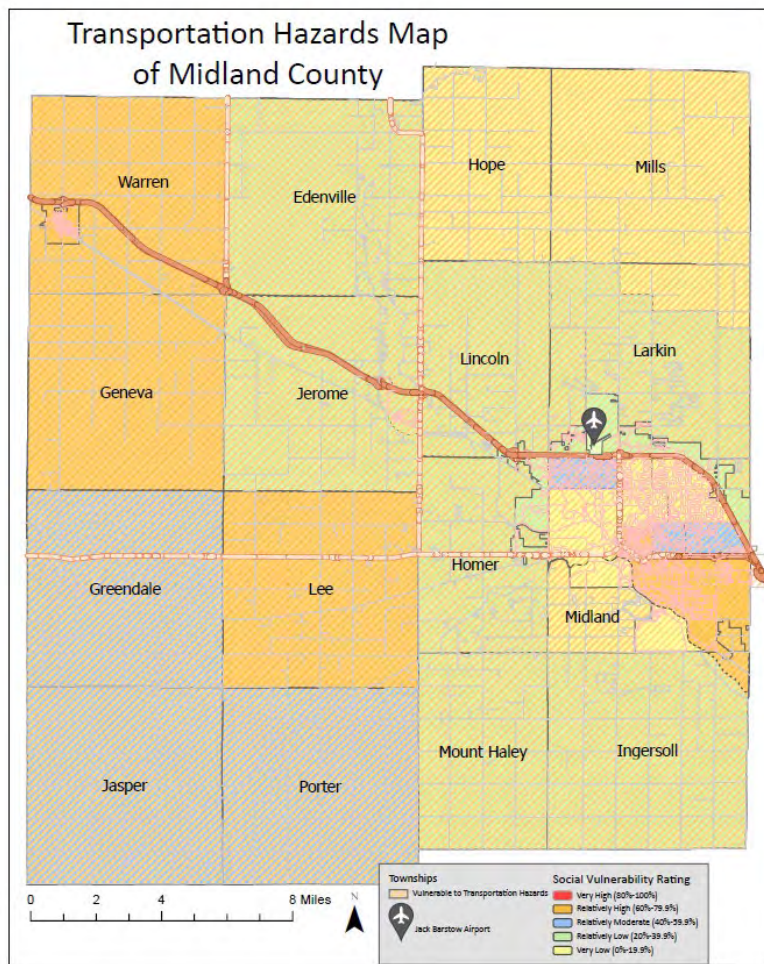 Transportation Hazards Map
of Midland County
Warren
Edenville
Hope
Mills
Geneva
Jerome
Lincoln
Larkin
Greendale
Lee
Homer
Midland
Jasper
Porter
Mount Haley
Ingersoll
0 2 4 8 Miles
N
Townships
Vulnerable to Transportation Hazards
Jack Barstow Airport
Social Vulnerability Rating
Very High (80%-100%)
Relatively High (60%-79.9%)
Relatively Moderate (40%-59.9%)
Relatively Low (20%-39.9%)
Very Low (0%-19.9%)